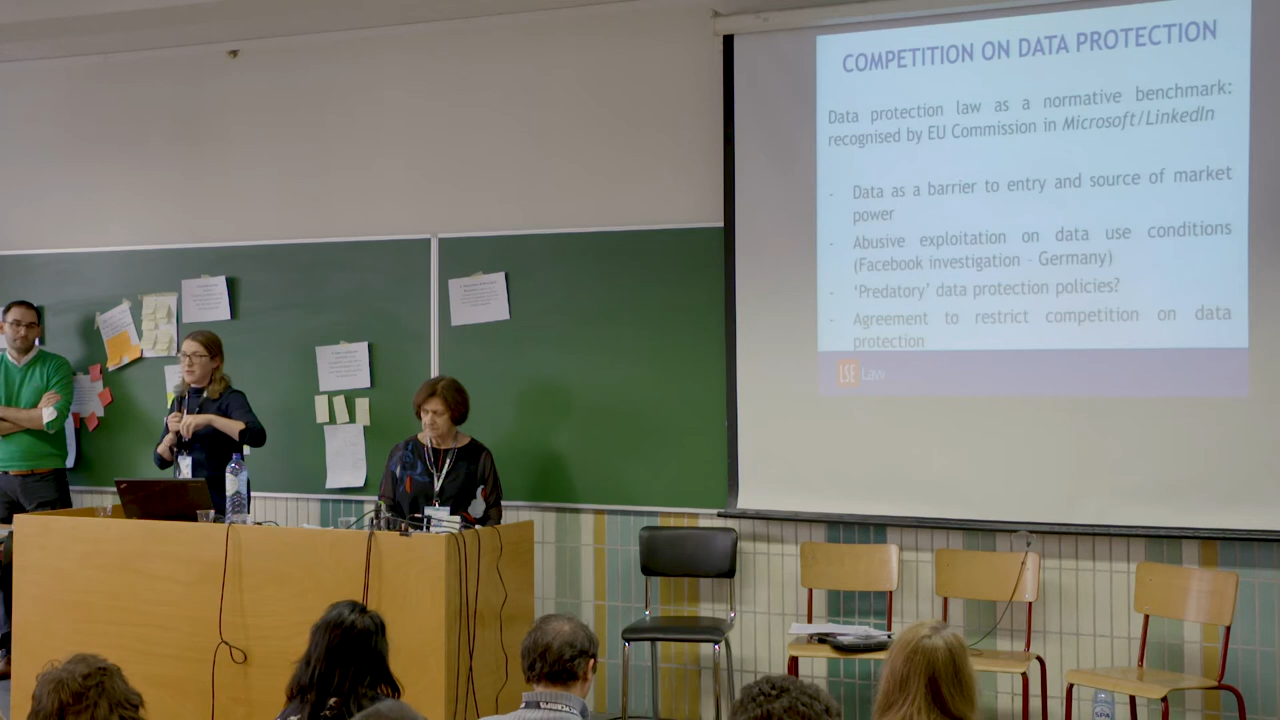 COMPETITION ON DATA PROTECTION
Data protection law as a normative benchmark:
recognised by EU Commission in Microsoft/LinkedIn
- Data as a barrier to entry and source of market
power
- Abusive exploitation on data use conditions
(Facebook investigation - Germany)
- ‘Predatory’ data protection policies?
- Agreement to restrict competition on data
protection
LSE Law
SPA